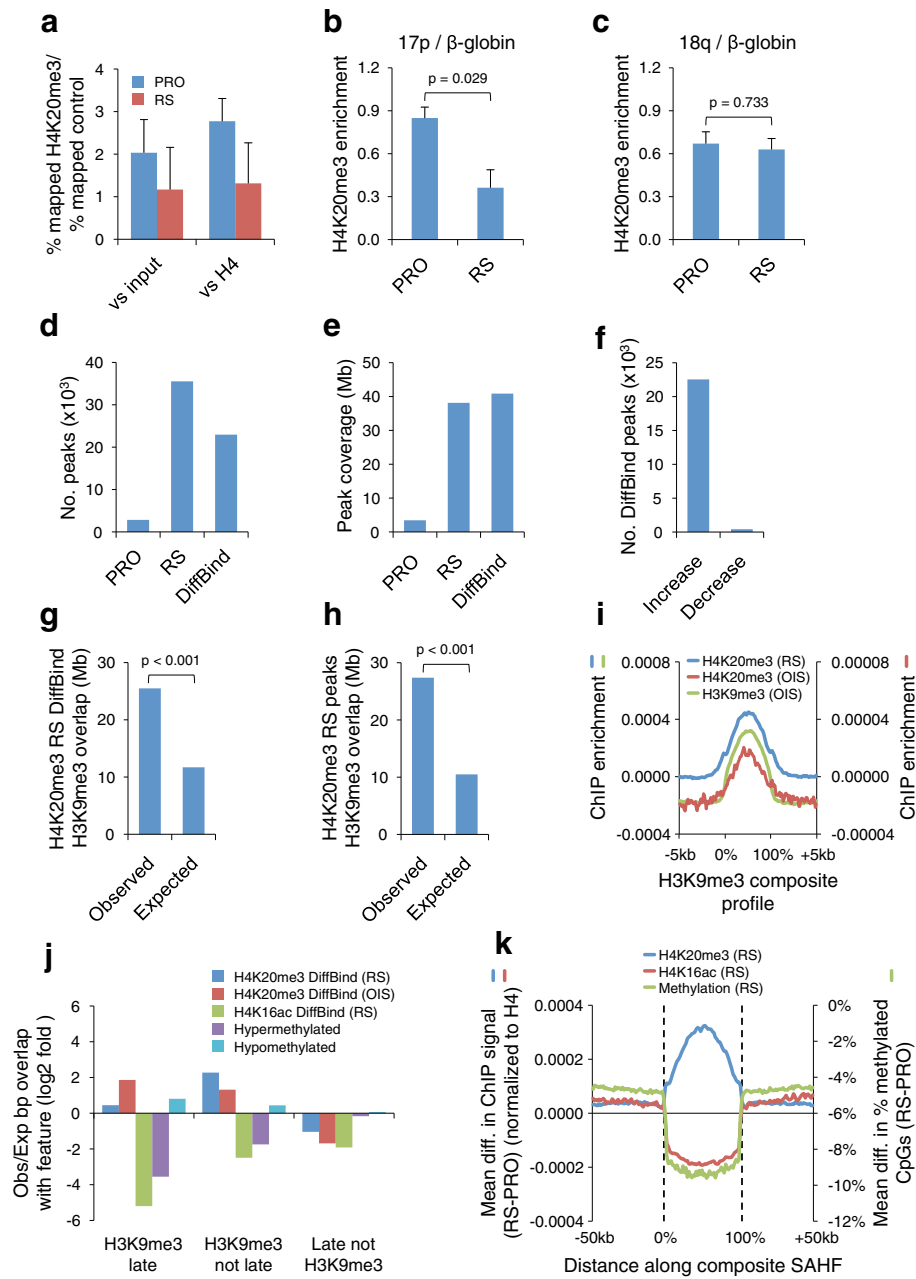 a
% mapped H4K20me3/
% mapped control
4
3
2
1
0
PRO
RS
vs input
vs H4
b
17p / β-globin
H4K20me3 enrichment
1.2
0.9
0.6
0.3
0.0
p = 0.029
PRO
RS
c
18q / β-globin
H4K20me3 enrichment
1.2
0.9
0.6
0.3
0.0
p = 0.733
PRO
RS
d
No. peaks (x10³)
40
30
20
10
0
PRO
RS
DiffBind
e
Peak coverage (Mb)
60
40
20
0
PRO
RS
DiffBind
f
No. DiffBind peaks (x10³)
25
20
15
10
5
0
Increase
Decrease
g
H4K20me3 RS DiffBind
H3K9me3 overlap (Mb)
30
20
10
0
p < 0.001
Observed
Expected
h
H4K20me3 RS peaks
H3K9me3 overlap (Mb)
30
20
10
0
p < 0.001
Observed
Expected
i
ChIP enrichment
0.0008
0.0004
0.0000
-0.0004
H4K20me3 (RS)
H4K20me3 (OIS)
H3K9me3 (OIS)
0.00008
0.00004
0.00000
-0.00004
ChIP enrichment
-5kb
0%
100%
+5kb
H3K9me3 composite
profile
j
Obs/Exp bp overlap
with feature (log2 fold )
6
4
2
0
-2
-4
-6
H4K20me3 DiffBind (RS)
H4K20me3 DiffBind (OIS)
H4K16ac DiffBind (RS)
Hypermethylated
Hypomethylated
H3K9me3
late
H3K9me3
not late
Late not
H3K9me3
k
H4K20me3 (RS)
H4K16ac (RS)
Methylation (RS)
Mean diff. in ChIP signal
(RS-PRO) (normalized to H4)
0.0004
0.0002
0.0000
-0.0002
-0.0004
0%
-2%
-4%
-6%
-8%
-10%
-12%
Mean diff. in % methylated
CpGs (RS-PRO)
-50kb
0%
100%
+50kb
Distance along composite SAHF